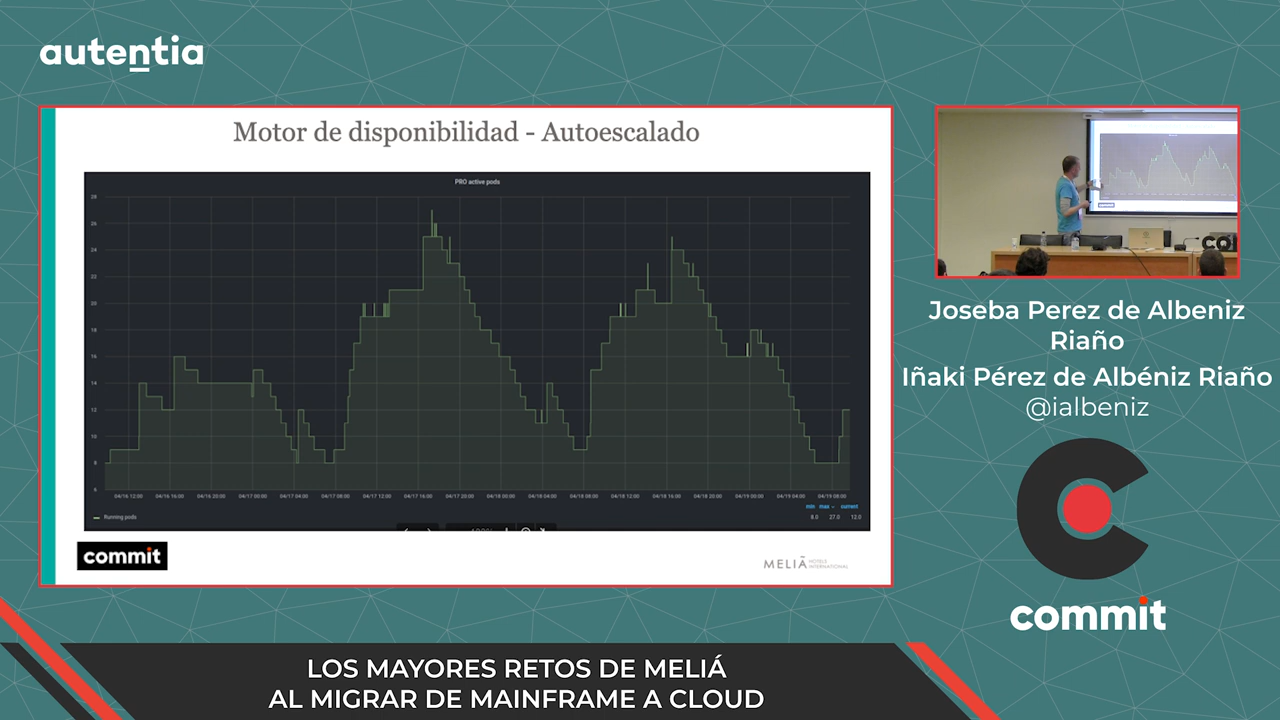 autentia
Motor de disponibilidad - Autoescalado
PRO active pods
28
26
24
22
20
18
16
14
12
10
8
6
04/16 12:00 04/16 16:00 04/16 20:00 04/17 00:00 04/17 04:00 04/17 08:00 04/17 12:00 04/17 16:00 04/17 20:00 04/18 00:00 04/18 04:00 04/18 08:00 04/18 12:00 04/18 16:00 04/18 20:00 04/19 00:00 04/19 04:00 04/19 08:00
min max current
Running pods 8.0 27.0 12.0
commit
MELIÁ HOTELS INTERNATIONAL
Joseba Perez de Albeniz
Riaño
Iñaki Pérez de Albéniz Riaño
@ialbeniz
commit
LOS MAYORES RETOS DE MELIÁ
AL MIGRAR DE MAINFRAME A CLOUD